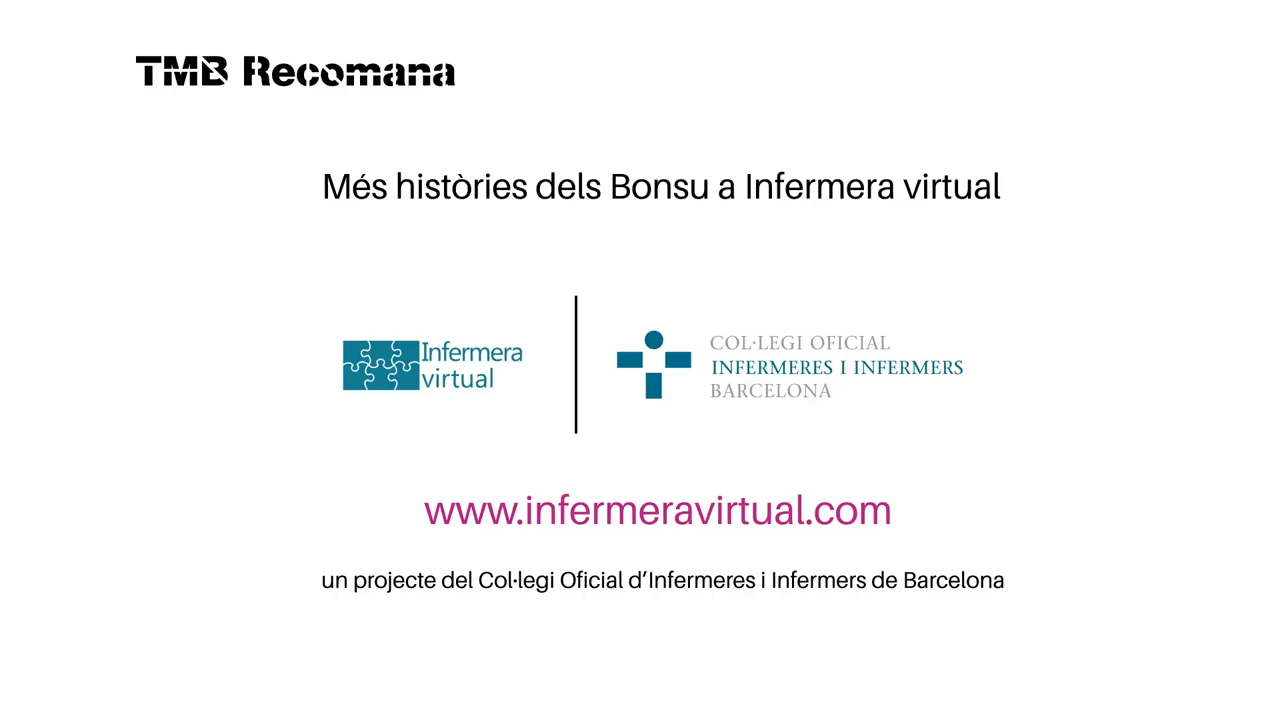 TMB Recomana
Més històries dels Bonsu a Infermera virtual
Infermera
virtual
COL·LEGI OFICIAL
INFERMERES I INFERMERS
BARCELONA
www.infermeravirtual.com
un projecte del Col·legi Oficial d’Infermeres i Infermers de Barcelona